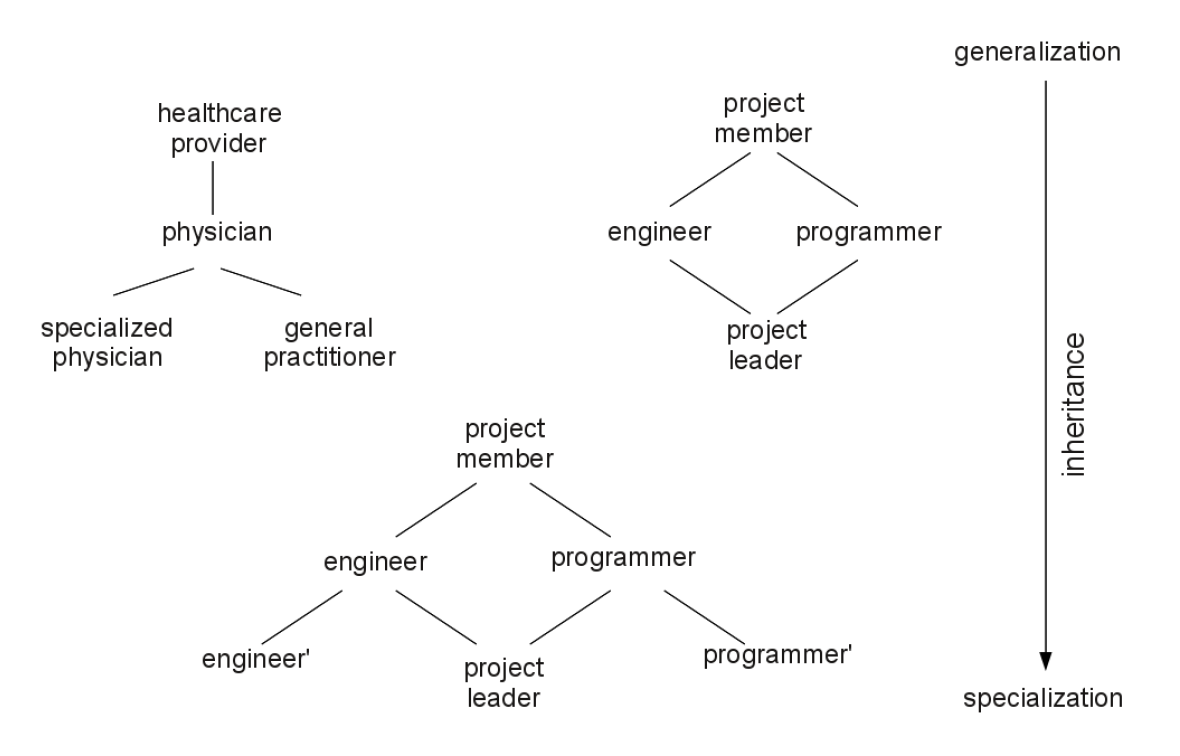 generalization
healthcare
provider
physician
specialized
physician
general
practitioner
project
member
engineer
programmer
project
leader
inheritance
project
member
engineer
programmer
engineer'
project
leader
programmer'
specialization